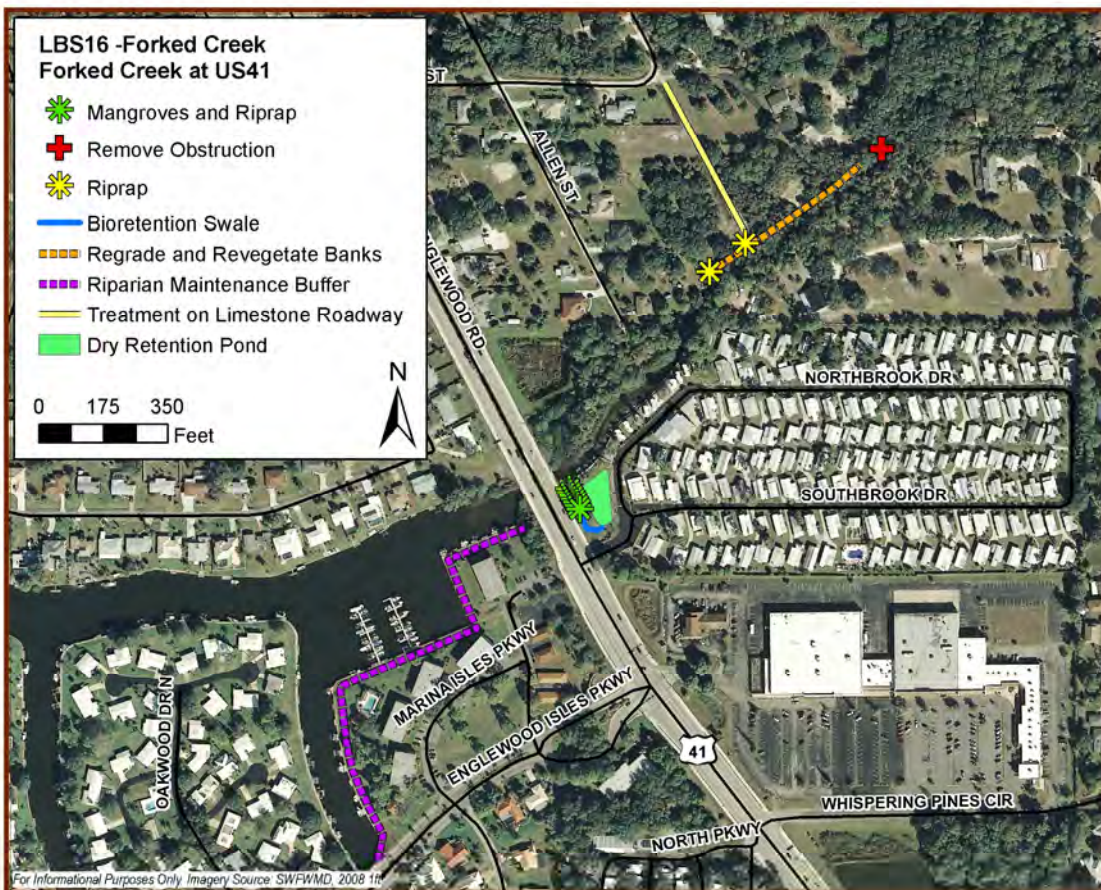 LBS16 -Forked Creek
Forked Creek at US41
Mangroves and Riprap
Remove Obstruction
Riprap
Bioretention Swale
Regrade and Revegetate Banks
Riparian Maintenance Buffer
Treatment on Limestone Roadway
Dry Retention Pond
N
0 175 350
Feet
ST
ALLEN ST
RD
NORTHBROOK DR
SOUTHBROOK DR
MARINA ISLES PKWY
ENGLEWOOD ISLES PKWY
OAKWOOD DR N
41
WHISPERING PINES CIR
NORTH PKWY
For Informational Purposes Only Imagery Source: SWFWMD, 2008 1ft